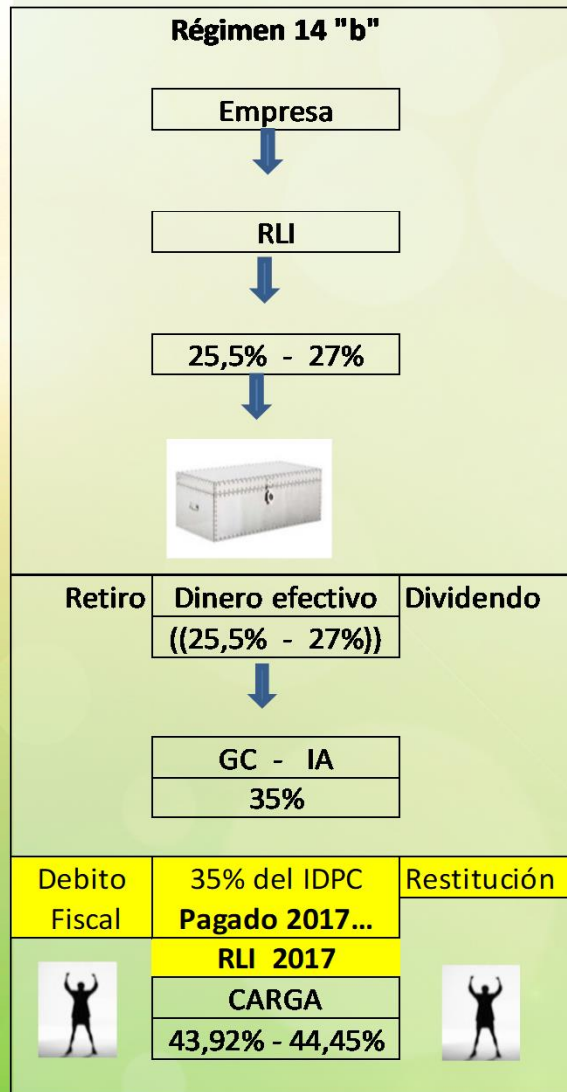 Régimen 14 "b"
Empresa
RLI
25,5% - 27%
Retiro Dinero efectivo Dividendo
((25,5% - 27%))
GC - IA
35%
Debito 35% del IDPC Restitución
Fiscal Pagado 2017...
RLI 2017
CARGA
43,92% - 44,45%